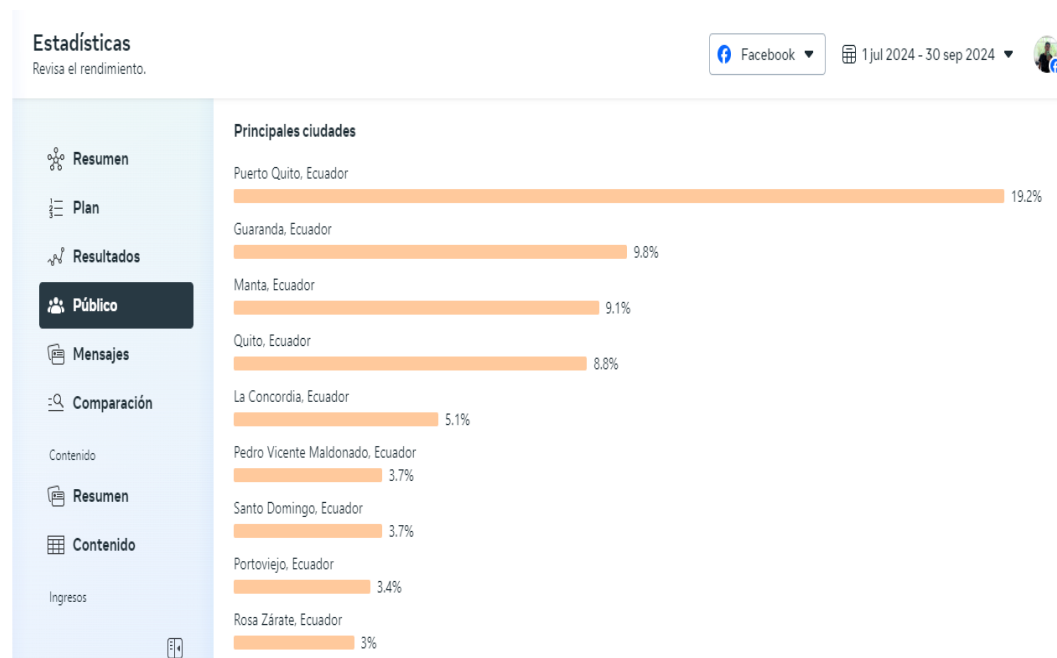 Estadísticas
Revisa el rendimiento.
Facebook
1 jul 2024 - 30 sep 2024
Resumen
Plan
Resultados
Público
Mensajes
Comparación
Contenido
Resumen
Contenido
Ingresos
Principales ciudades
Puerto Quito, Ecuador
19.2%
Guaranda, Ecuador
9.8%
Manta, Ecuador
9.1%
Quito, Ecuador
8.8%
La Concordia, Ecuador
5.1%
Pedro Vicente Maldonado, Ecuador
3.7%
Santo Domingo, Ecuador
3.7%
Portoviejo, Ecuador
3.4%
Rosa Zárate, Ecuador
3%